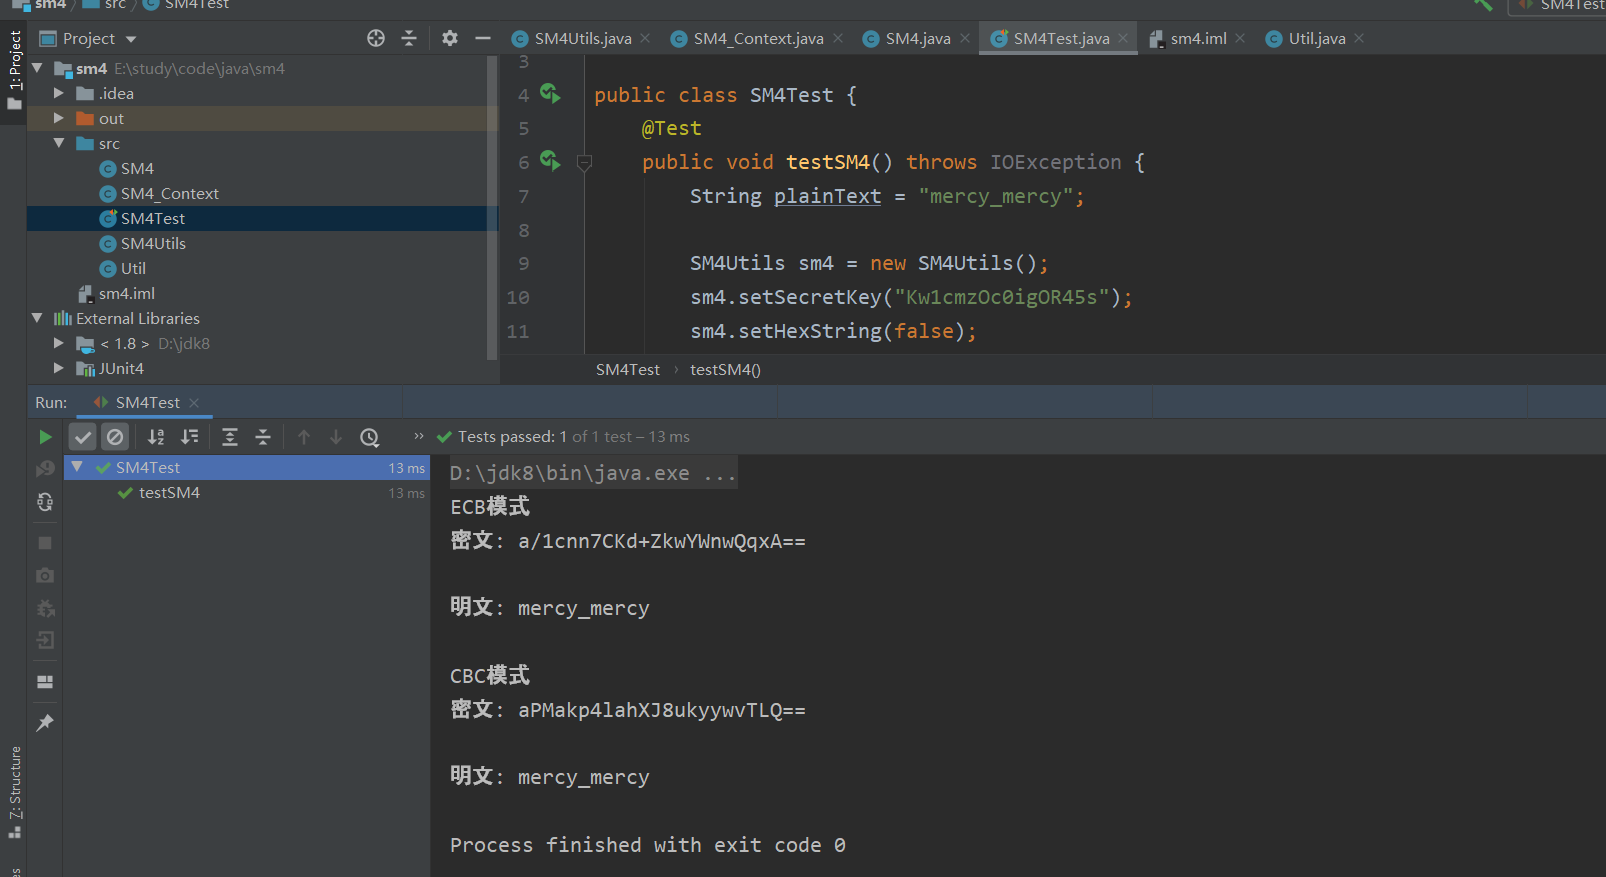 sm4 〉 src 〉 SM4Test
SM4Test
1: Project
Project
SM4Utils.java
SM4_Context.java
SM4.java
SM4Test.java
sm4.iml
Util.java
sm4 E:\study\code\java\sm4
.idea
out
src
SM4
SM4_Context
SM4Test
SM4Utils
Util
sm4.iml
External Libraries
< 1.8 > D:\jdk8
JUnit4
3
4 public class SM4Test {
5 @Test
6 public void testSM4() throws IOException {
7 String plainText = "mercy_mercy";
8
9 SM4Utils sm4 = new SM4Utils();
10 sm4.setSecretKey("Kw1cmzOc0igOR45s");
11 sm4.setHexString(false);
SM4Test › testSM4()
Run: SM4Test
» Tests passed: 1 of 1 test – 13 ms
SM4Test 13 ms
testSM4 13 ms
D:\jdk8\bin\java.exe ...
ECB模式
密文: a/1cnn7CKd+ZkwYWnwQqxA==
明文: mercy_mercy
CBC模式
密文: aPMakp4lahXJ8ukyywvTLQ==
明文: mercy_mercy
Process finished with exit code 0
7: Structure